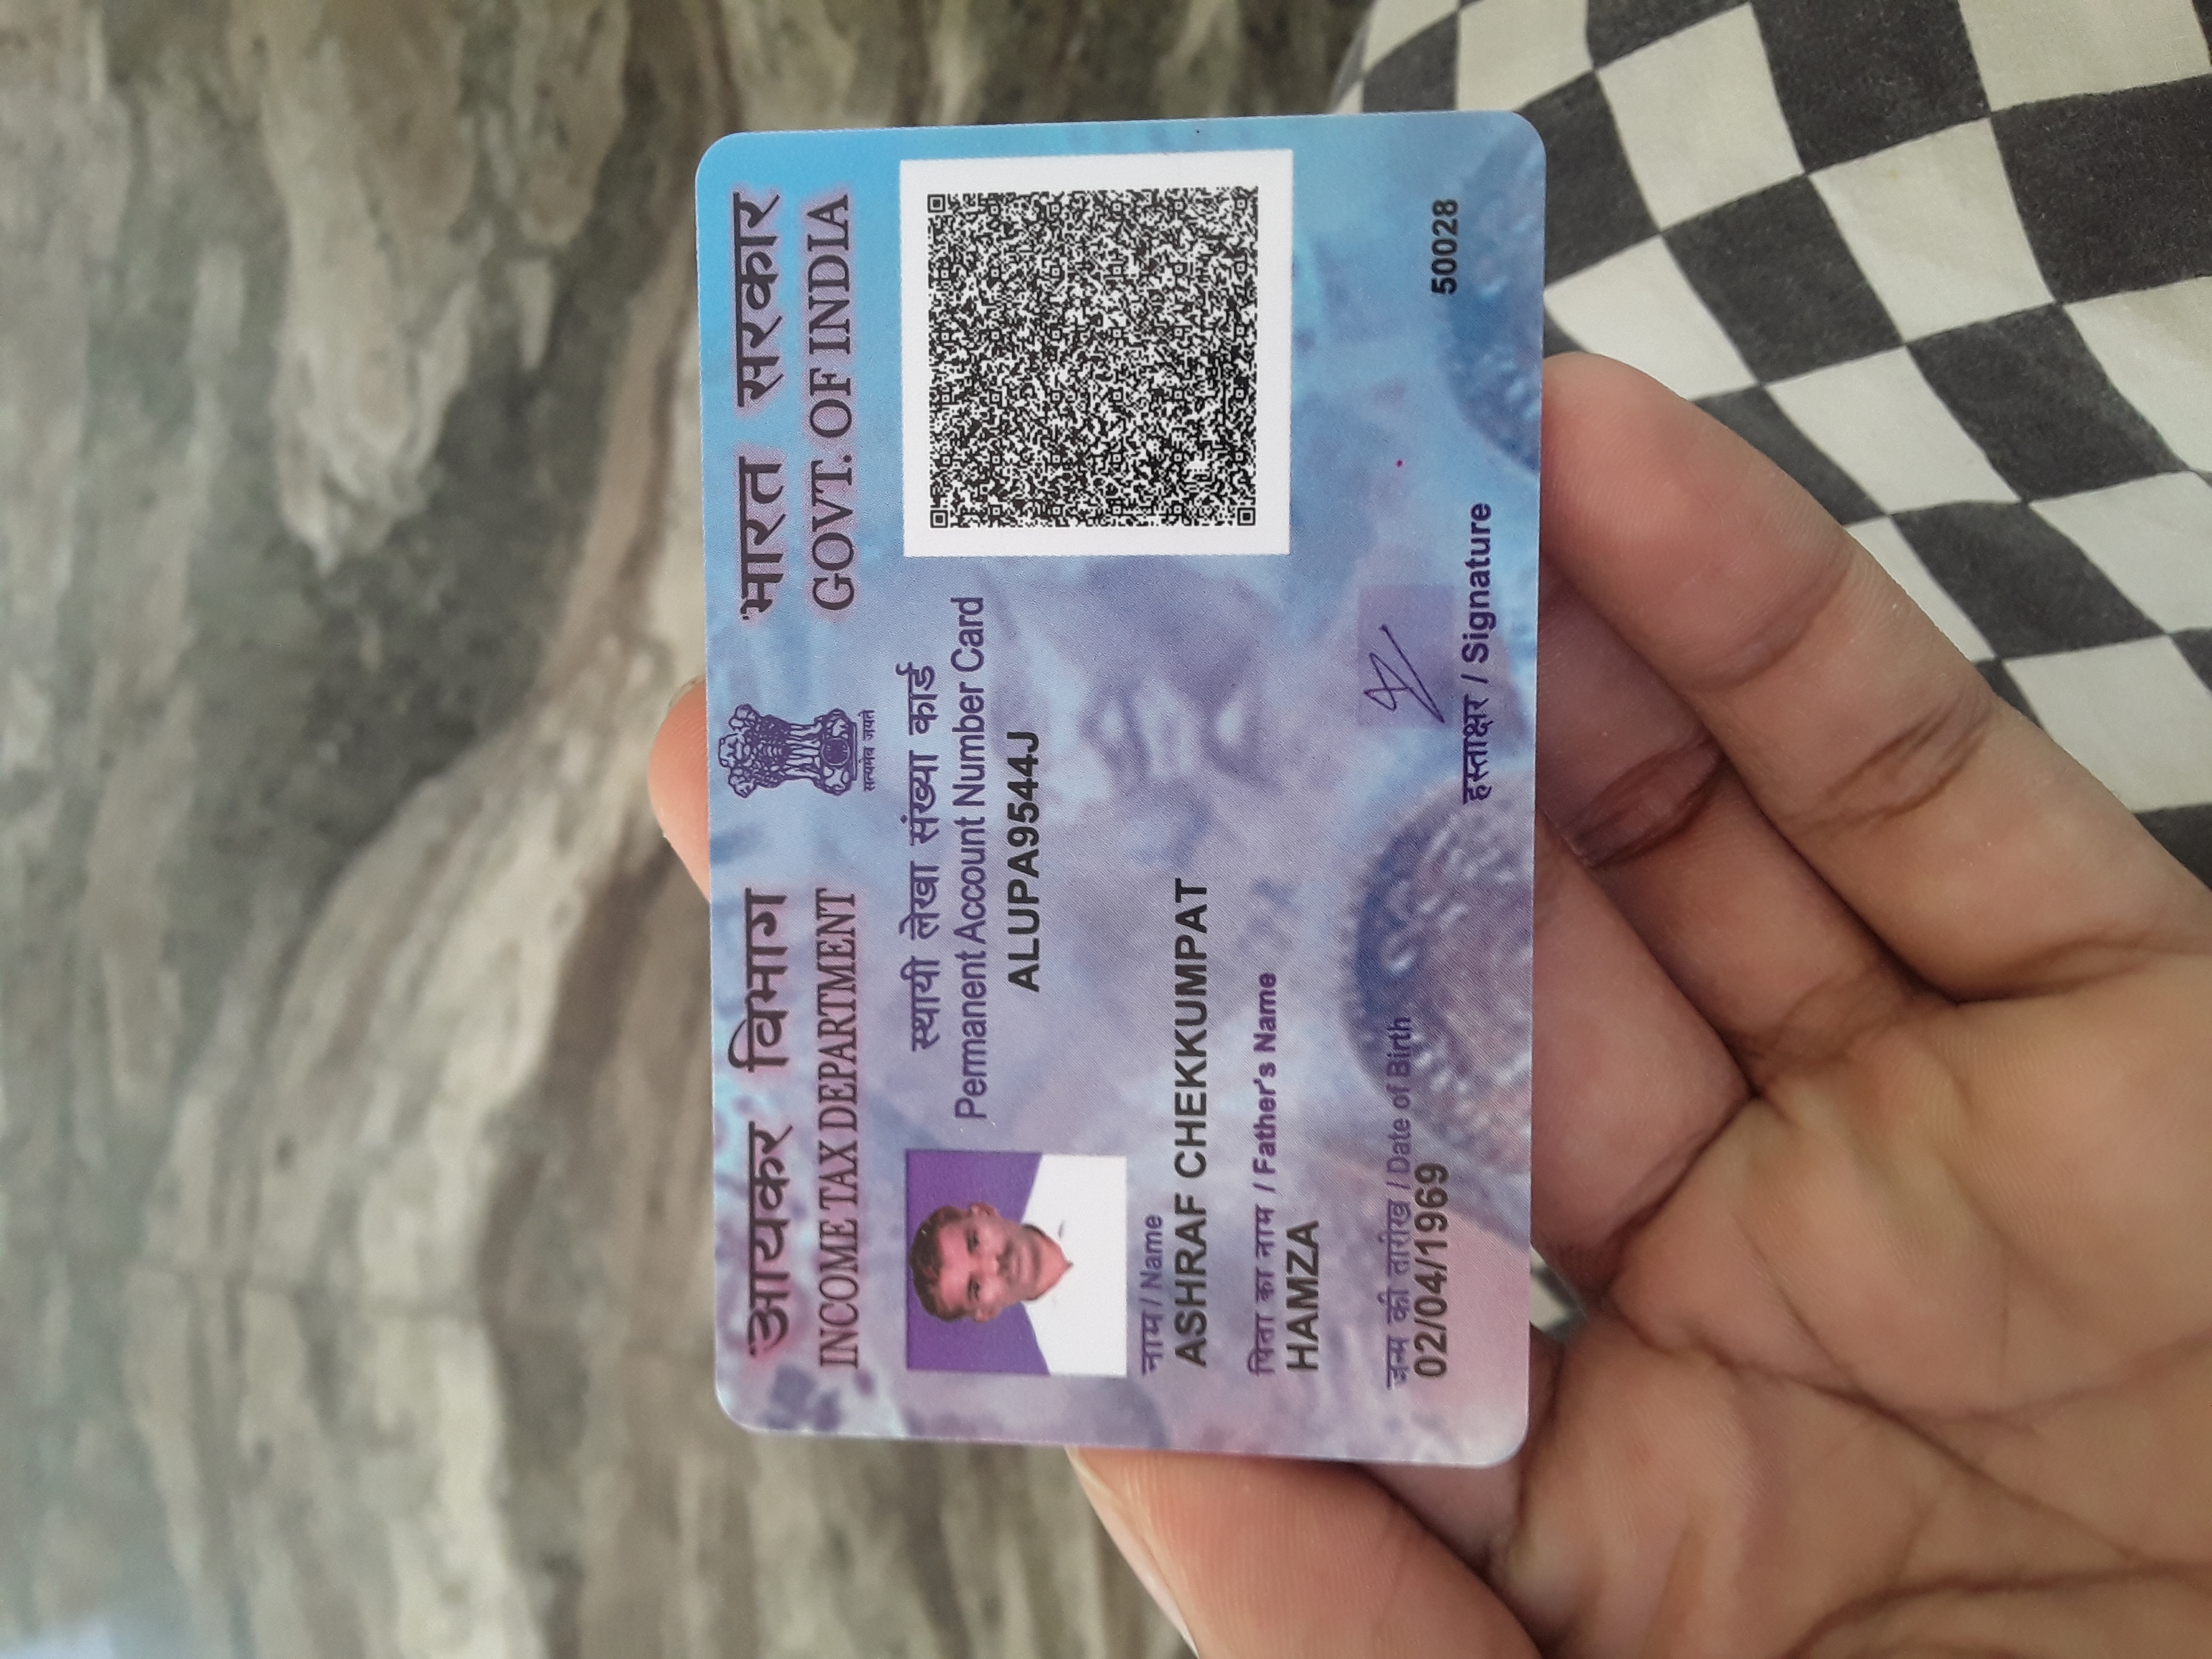 आयकर विभाग
INCOME TAX DEPARTMENT
सत्यमेव जयते
भारत सरकार
GOVT. OF INDIA
स्थायी लेखा संख्या कार्ड
Permanent Account Number Card
ALUPA9544J
नाम / Name
ASHRAF CHEKKUMPAT
पिता का नाम / Father's Name
HAMZA
जन्म की तारीख / Date of Birth
02/04/1969
हस्ताक्षर / Signature
50028